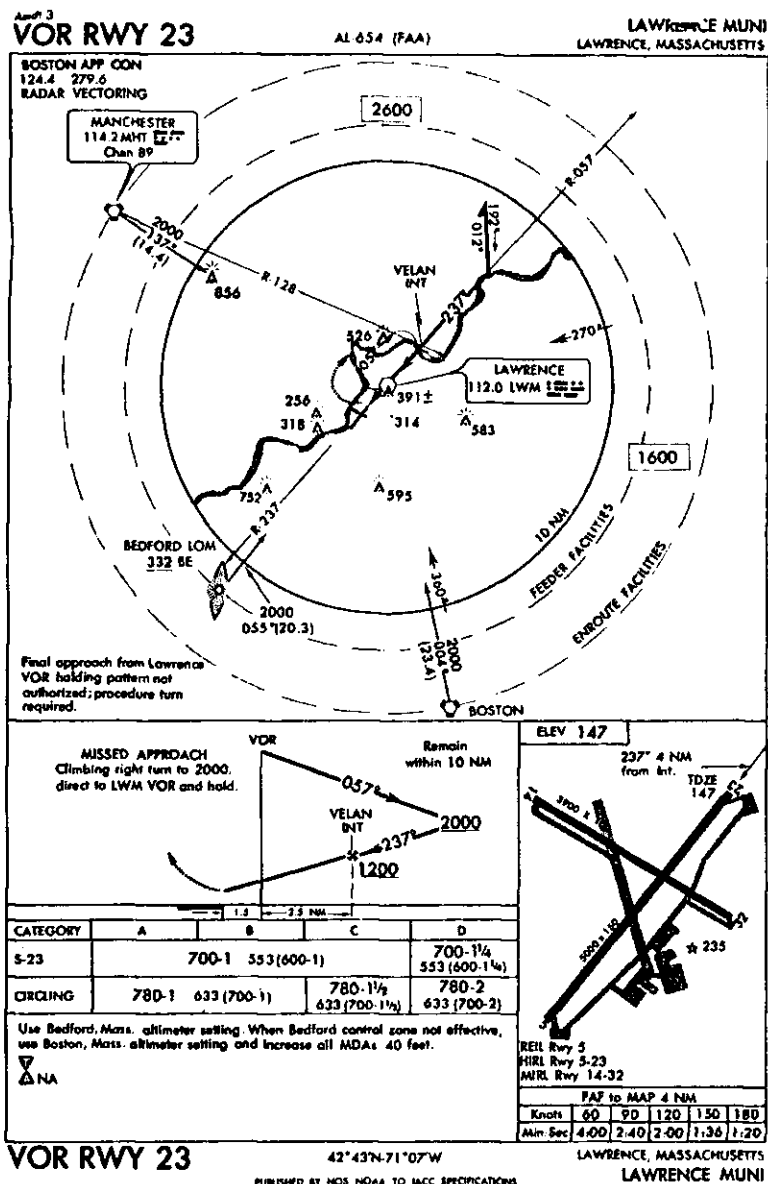 Amdt 3
VOR RWY 23
AL-654 (FAA)
LAWRENCE MUNI
LAWRENCE, MASSACHUSETTS
BOSTON APP CON
124.4 279.6
RADAR VECTORING
MANCHESTER
114.2 MHT
Chan 89
2600
R-057
2000
137°
(14.4)
R-128
856
192°
012°
VELAN
INT
237°
526
270°
LAWRENCE
112.0 LWM
391±
256
318
314
583
1600
752
595
R-237
10 NM
BEDFORD LOM
332 BE
FEEDER FACILITIES
ENROUTE FACILITIES
2000
055°(20.3)
360°
2000
004°
(23.4)
BOSTON
Final approach from Lawrence
VOR holding pattern not
authorized; procedure turn
required.
MISSED APPROACH
Climbing right turn to 2000,
direct to LWM VOR and hold.
VOR
Remain
within 10 NM
057°
VELAN
INT
2000
237°
1200
1.5 2.5 NM
ELEV 147
237° 4 NM
from Int.
TDZE
147
23
14
5000 X 150
32
235
5
REIL Rwy 5
HIRL Rwy 5-23
MIRL Rwy 14-32
CATEGORY A B C D
S-23 700-1 553 (600-1) 700-1¼ 553 (600-1¼)
CIRCLING 780-1 633 (700-1) 780-1½ 633 (700-1½) 780-2 633 (700-2)
Use Bedford, Mass. altimeter setting. When Bedford control zone not effective,
use Boston, Mass. altimeter setting and increase all MDAs 40 feet.
NA
FAF to MAP 4 NM
Knots 60 90 120 150 180
Min:Sec 4:00 2:40 2:00 1:36 1:20
VOR RWY 23
42°43'N-71°07'W
LAWRENCE, MASSACHUSETTS
LAWRENCE MUNI
PUBLISHED BY NOS, NOAA, TO IACC SPECIFICATIONS